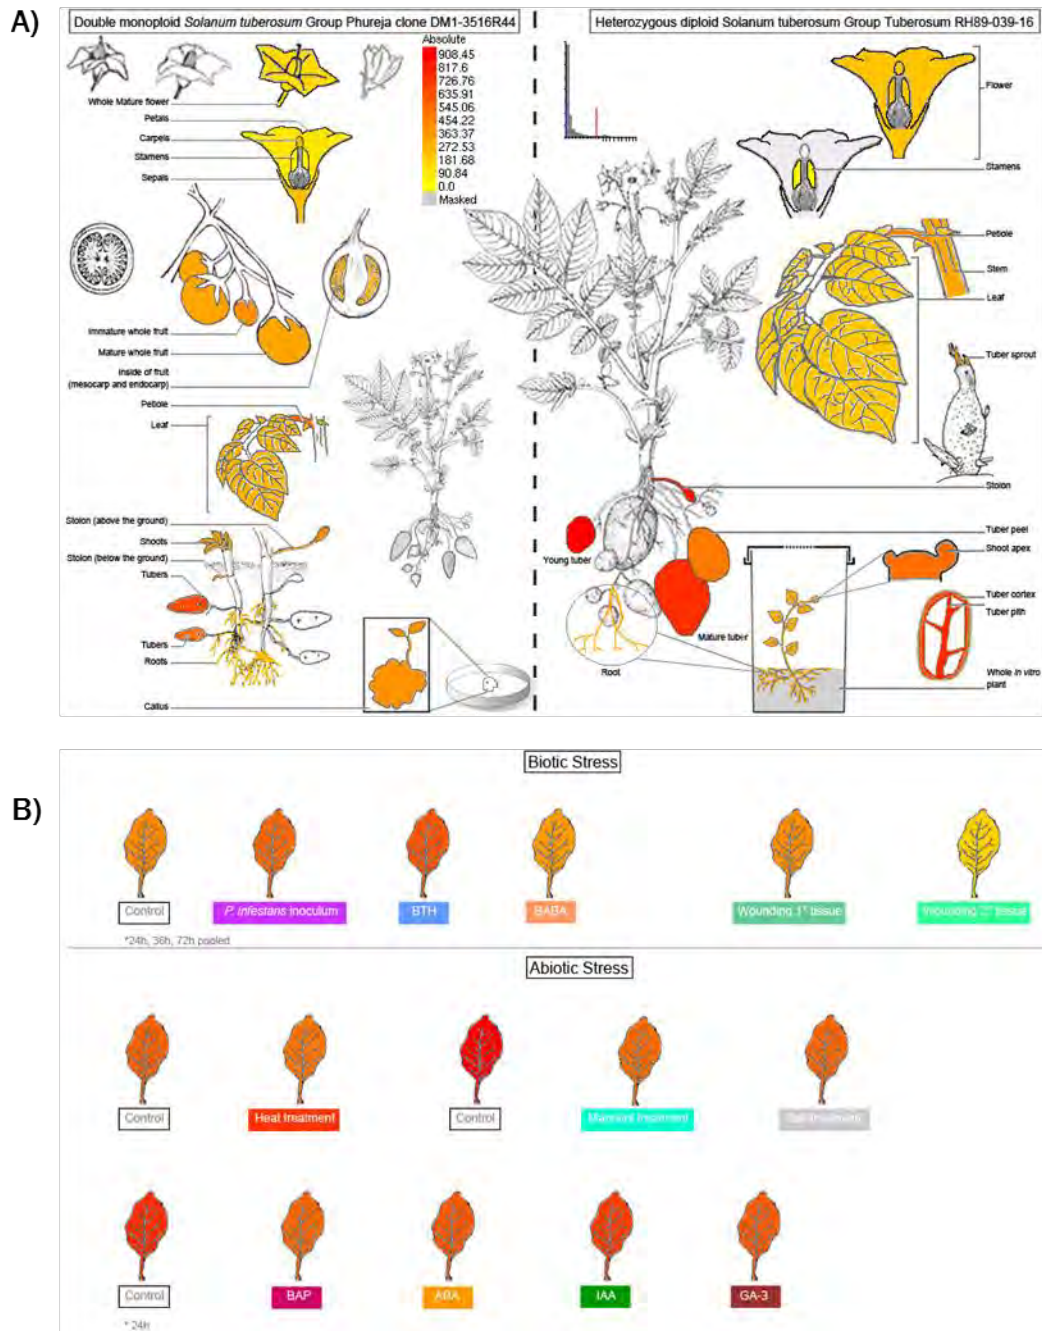 A)
Double monoploid Solanum tuberosum Group Phureja clone DM1-3516R44
Heterozygous diploid Solanum tuberosum Group Tuberosum RH89-039-16
Absolute
908.45
817.6
726.76
635.91
545.06
454.22
363.37
272.53
181.68
90.84
0.0
Masked
Whole Mature flower
Petals
Carpels
Stamens
Sepals
Immature whole fruit
Mature whole fruit
Inside of fruit
(mesocarp and endocarp)
Petiole
Leaf
Stolon (above the ground)
Shoots
Stolon (below the ground)
Tubers
Tubers
Roots
Callus
Flower
Stamens
Petiole
Stem
Leaf
Tuber sprout
Stolon
Tuber peel
Young tuber
Shoot apex
Tuber cortex
Tuber pith
Mature tuber
Root
Whole in vitro
plant
B)
Biotic Stress
Control
P. infestans inoculum
BTH
BABA
Wounding 1° tissue
Wounding 2° tissue
*24h, 36h, 72h pooled
Abiotic Stress
Control
Heat treatment
Control
Mannitol treatment
Salt treatment
Control
BAP
ABA
IAA
GA-3
* 24h